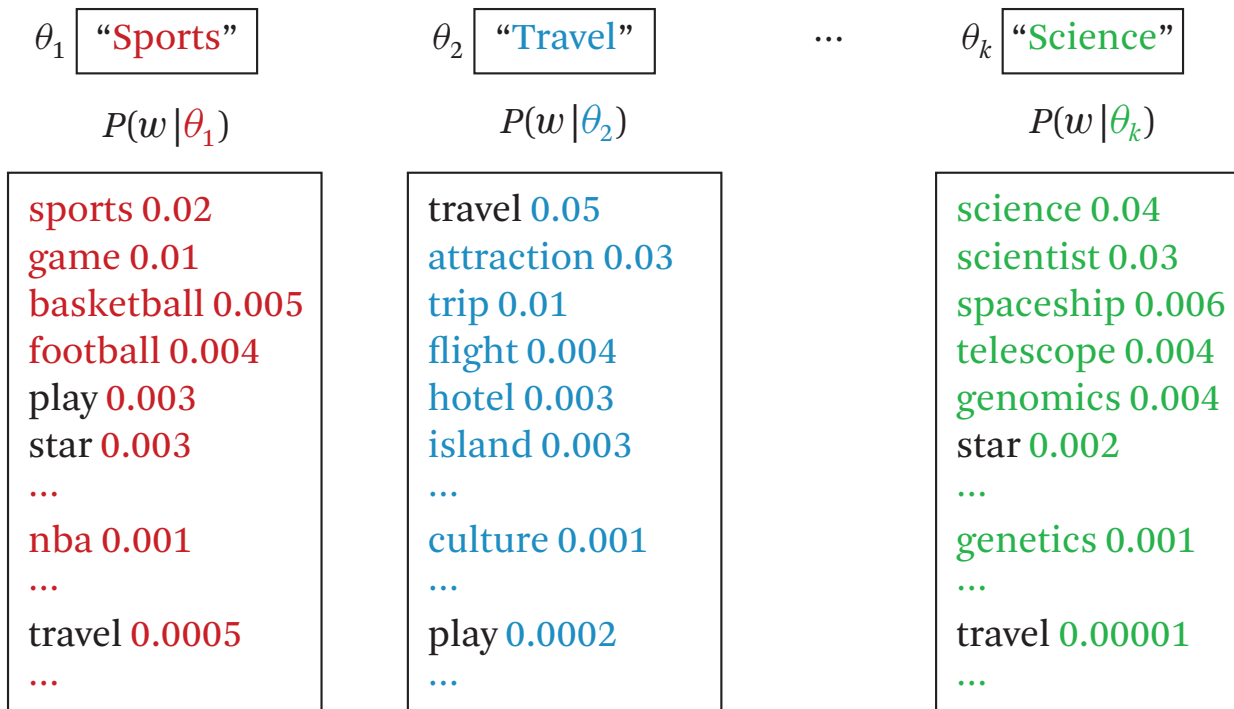 θ1 “Sports”
P(w|θ1)
sports 0.02
game 0.01
basketball 0.005
football 0.004
play 0.003
star 0.003
...
nba 0.001
...
travel 0.0005
...
θ2 “Travel”
P(w|θ2)
travel 0.05
attraction 0.03
trip 0.01
flight 0.004
hotel 0.003
island 0.003
...
culture 0.001
...
play 0.0002
...
...
θk “Science”
P(w|θk)
science 0.04
scientist 0.03
spaceship 0.006
telescope 0.004
genomics 0.004
star 0.002
...
genetics 0.001
...
travel 0.00001
...